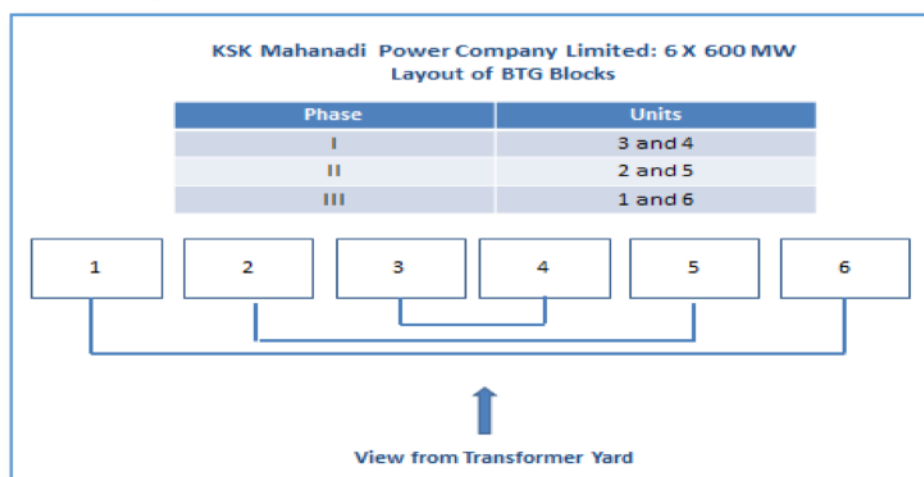 KSK Mahanadi Power Company Limited: 6 X 600 MW
Layout of BTG Blocks
Phase Units
I 3 and 4
II 2 and 5
III 1 and 6
1 2 3 4 5 6
View from Transformer Yard